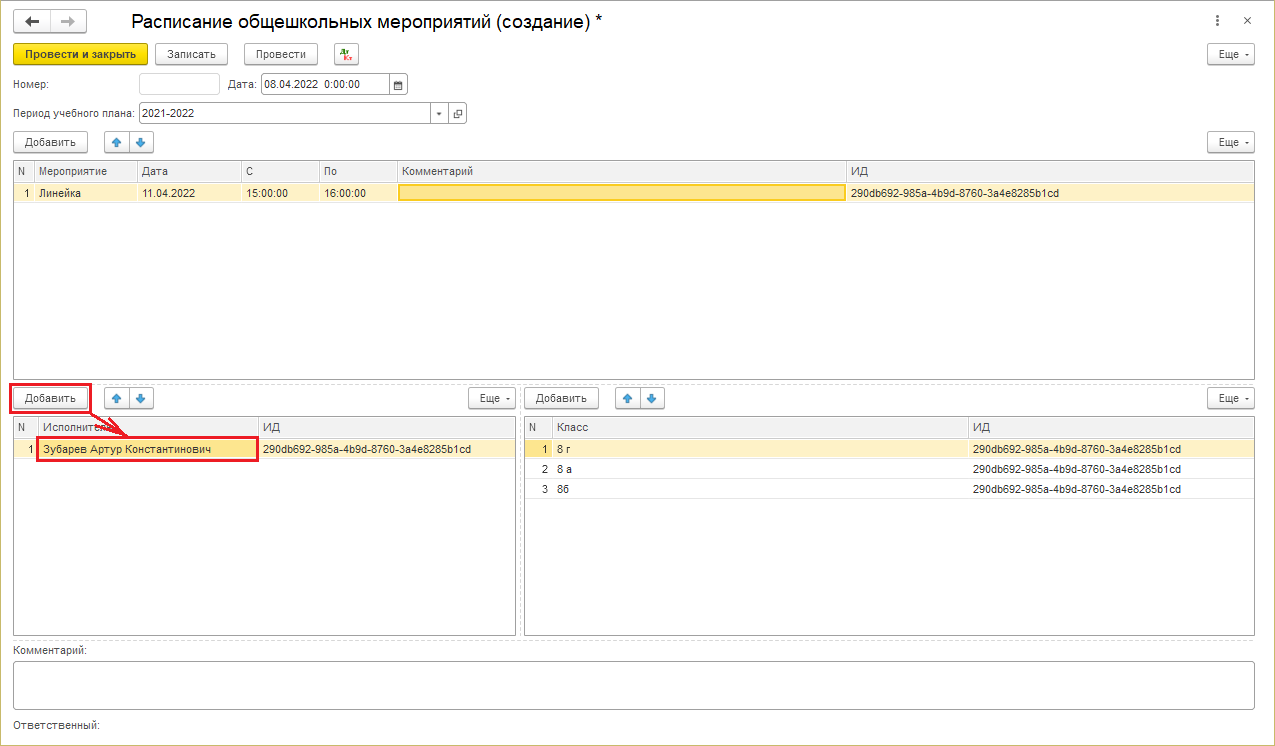 Расписание общешкольных мероприятий (создание) *
Провести и закрыть Записать Провести Дт Кт Еще
Номер: Дата: 08.04.2022 0:00:00
Период учебного плана: 2021-2022
Добавить Еще
N Мероприятие Дата С По Комментарий ИД
1 Линейка 11.04.2022 15:00:00 16:00:00 290db692-985a-4b9d-8760-3a4e8285b1cd
Добавить Еще Добавить Еще
N Исполнитель ИД N Класс ИД
1 Зубарев Артур Константинович 290db692-985a-4b9d-8760-3a4e8285b1cd 1 8 г 290db692-985a-4b9d-8760-3a4e8285b1cd
2 8 а 290db692-985a-4b9d-8760-3a4e8285b1cd
3 8б 290db692-985a-4b9d-8760-3a4e8285b1cd
Комментарий:
Ответственный: